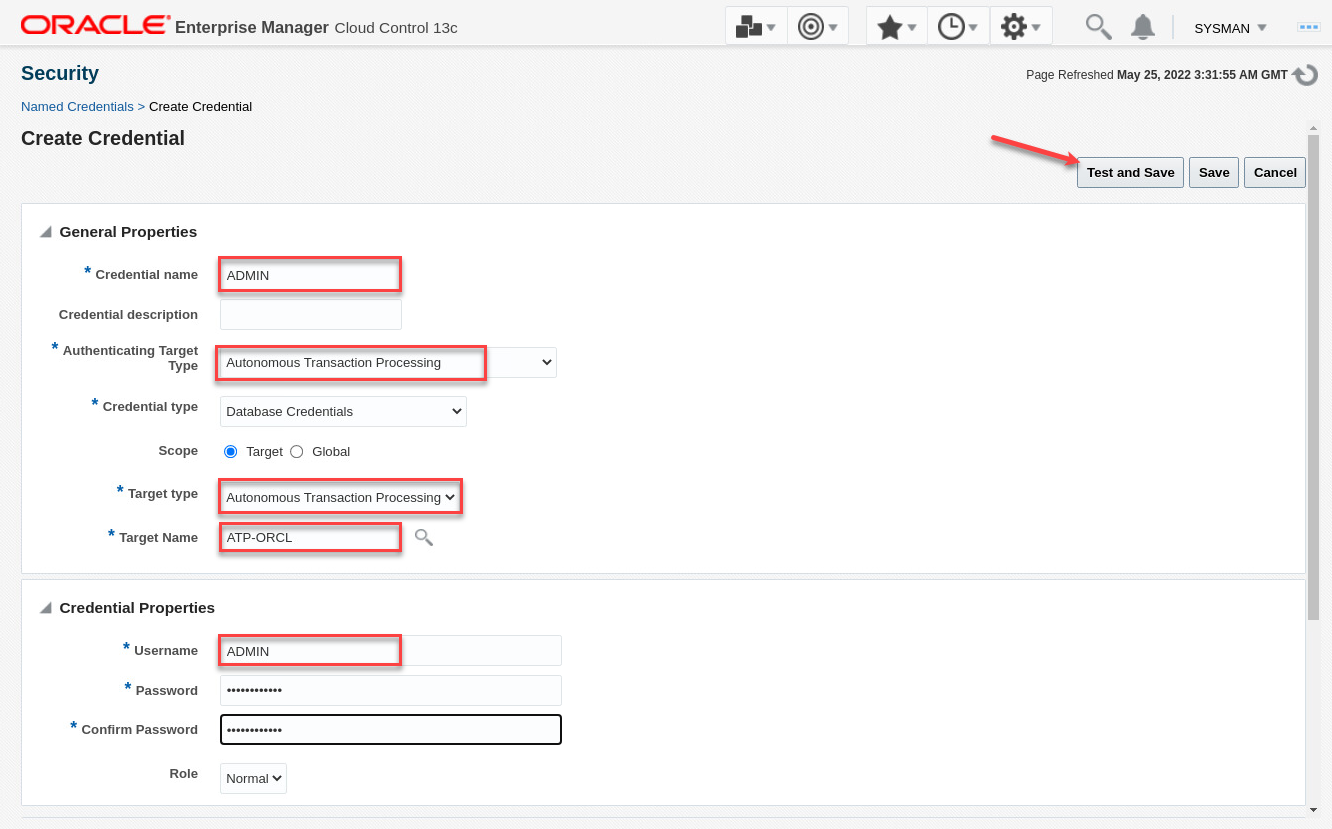 ORACLE® Enterprise Manager Cloud Control 13c
SYSMAN
Security
Page Refreshed May 25, 2022 3:31:55 AM GMT
Named Credentials > Create Credential
Create Credential
Test and Save Save Cancel
General Properties
* Credential name ADMIN
Credential description
* Authenticating Target
Type
Autonomous Transaction Processing
* Credential type Database Credentials
Scope Target Global
* Target type Autonomous Transaction Processing
* Target Name ATP-ORCL
Credential Properties
* Username ADMIN
* Password ••••••••••••
* Confirm Password ••••••••••••
Role Normal